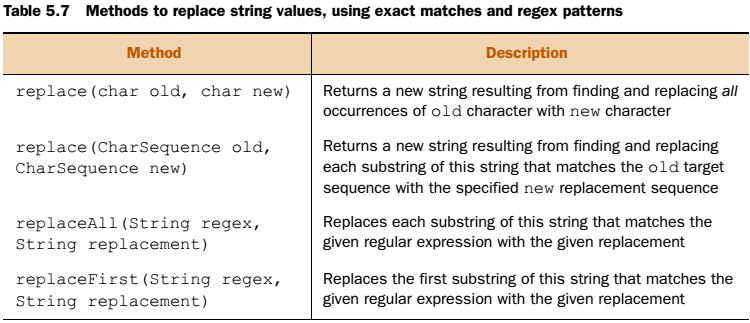 Table 5.7 Methods to replace string values, using exact matches and regex patterns
Method
Description
replace(char old, char new)
Returns a new string resulting from finding and replacing all
occurrences of old character with new character
replace(CharSequence old,
CharSequence new)
Returns a new string resulting from finding and replacing
each substring of this string that matches the old target
sequence with the specified new replacement sequence
replaceAll(String regex,
String replacement)
Replaces each substring of this string that matches the
given regular expression with the given replacement
replaceFirst(String regex,
String replacement)
Replaces the first substring of this string that matches the
given regular expression with the given replacement